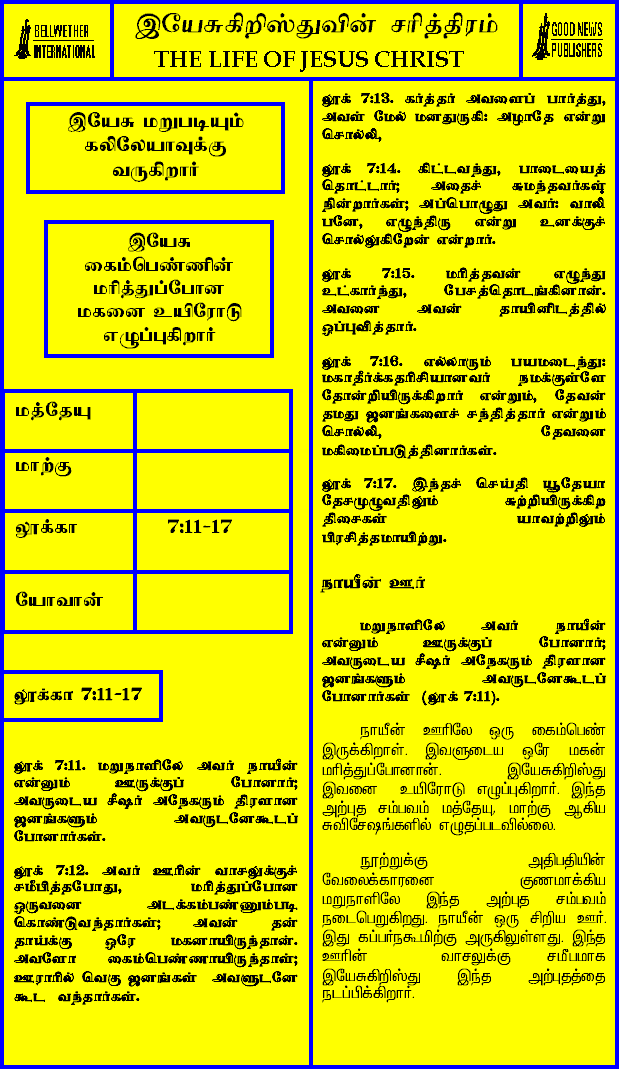 BELLWETHER
INTERNATIONAL
இயேசுகிறிஸ்துவின் சரித்திரம்
THE LIFE OF JESUS CHRIST
GOOD NEWS
PUBLISHERS
இயேசு மறுபடியும்
கலிலேயாவுக்கு
வருகிறார்
இயேசு
கைம்பெண்ணின்
மரித்துப்போன
மகனை உயிரோடு
எழுப்புகிறார்
மத்தேயு
மாற்கு
லூக்கா 7:11-17
யோவான்
லூக்கா 7:11-17
லூக் 7:11. மறுநாளிலே அவர் நாயீன்
என்னும் ஊருக்குப் போனார்;
அவருடைய சீஷர் அநேகரும் திரளான
ஜனங்களும் அவருடனேகூடப்
போனார்கள்.
லூக் 7:12. அவர் ஊரின் வாசலுக்குச்
சமீபித்தபோது, மரித்துப்போன
ஒருவனை அடக்கம்பண்ணும்படி
கொண்டுவந்தார்கள்; அவன் தன்
தாய்க்கு ஒரே மகனாயிருந்தான்.
அவளோ கைம்பெண்ணாயிருந்தாள்;
ஊராரில் வெகு ஜனங்கள் அவளுடனே
கூட வந்தார்கள்.
லூக் 7:13. கர்த்தர் அவளைப் பார்த்து,
அவள் மேல் மனதுருகி: அழாதே என்று
சொல்லி,
லூக் 7:14. கிட்டவந்து, பாடையைத்
தொட்டார்; அதைச் சுமந்தவர்கள்
நின்றார்கள்; அப்பொழுது அவர்: வாலி
பனே, எழுந்திரு என்று உனக்குச்
சொல்லுகிறேன் என்றார்.
லூக் 7:15. மரித்தவன் எழுந்து
உட்கார்ந்து, பேசத்தொடங்கினான்.
அவனை அவன் தாயினிடத்தில்
ஒப்புவித்தார்.
லூக் 7:16. எல்லாரும் பயமடைந்து:
மகாதீர்க்கதரிசியானவர் நமக்குள்ளே
தோன்றியிருக்கிறார் என்றும், தேவன்
தமது ஜனங்களைச் சந்தித்தார் என்றும்
சொல்லி, தேவனை
மகிமைப்படுத்தினார்கள்.
லூக் 7:17. இந்தச் செய்தி யூதேயா
தேசமுழுவதிலும் சுற்றியிருக்கிற
திசைகள் யாவற்றிலும்
பிரசித்தமாயிற்று.
நாயீன் ஊர்
மறுநாளிலே அவர் நாயீன்
என்னும் ஊருக்குப் போனார்;
அவருடைய சீஷர் அநேகரும் திரளான
ஜனங்களும் அவருடனேகூடப்
போனார்கள் (லூக் 7:11).
நாயீன் ஊரிலே ஒரு கைம்பெண்
இருக்கிறாள். இவளுடைய ஒரே மகன்
மரித்துப்போனான். இயேசுகிறிஸ்து
இவனை உயிரோடு எழுப்புகிறார். இந்த
அற்புத சம்பவம் மத்தேயு, மாற்கு ஆகிய
சுவிசேஷங்களில் எழுதப்படவில்லை.
நூற்றுக்கு அதிபதியின்
வேலைக்காரனை குணமாக்கிய
மறுநாளிலே இந்த அற்புத சம்பவம்
நடைபெறுகிறது. நாயீன் ஒரு சிறிய ஊர்.
இது கப்பர்நகூமிற்கு அருகிலுள்ளது. இந்த
ஊரின் வாசலுக்கு சமீபமாக
இயேசுகிறிஸ்து இந்த அற்புதத்தை
நடப்பிக்கிறார்.